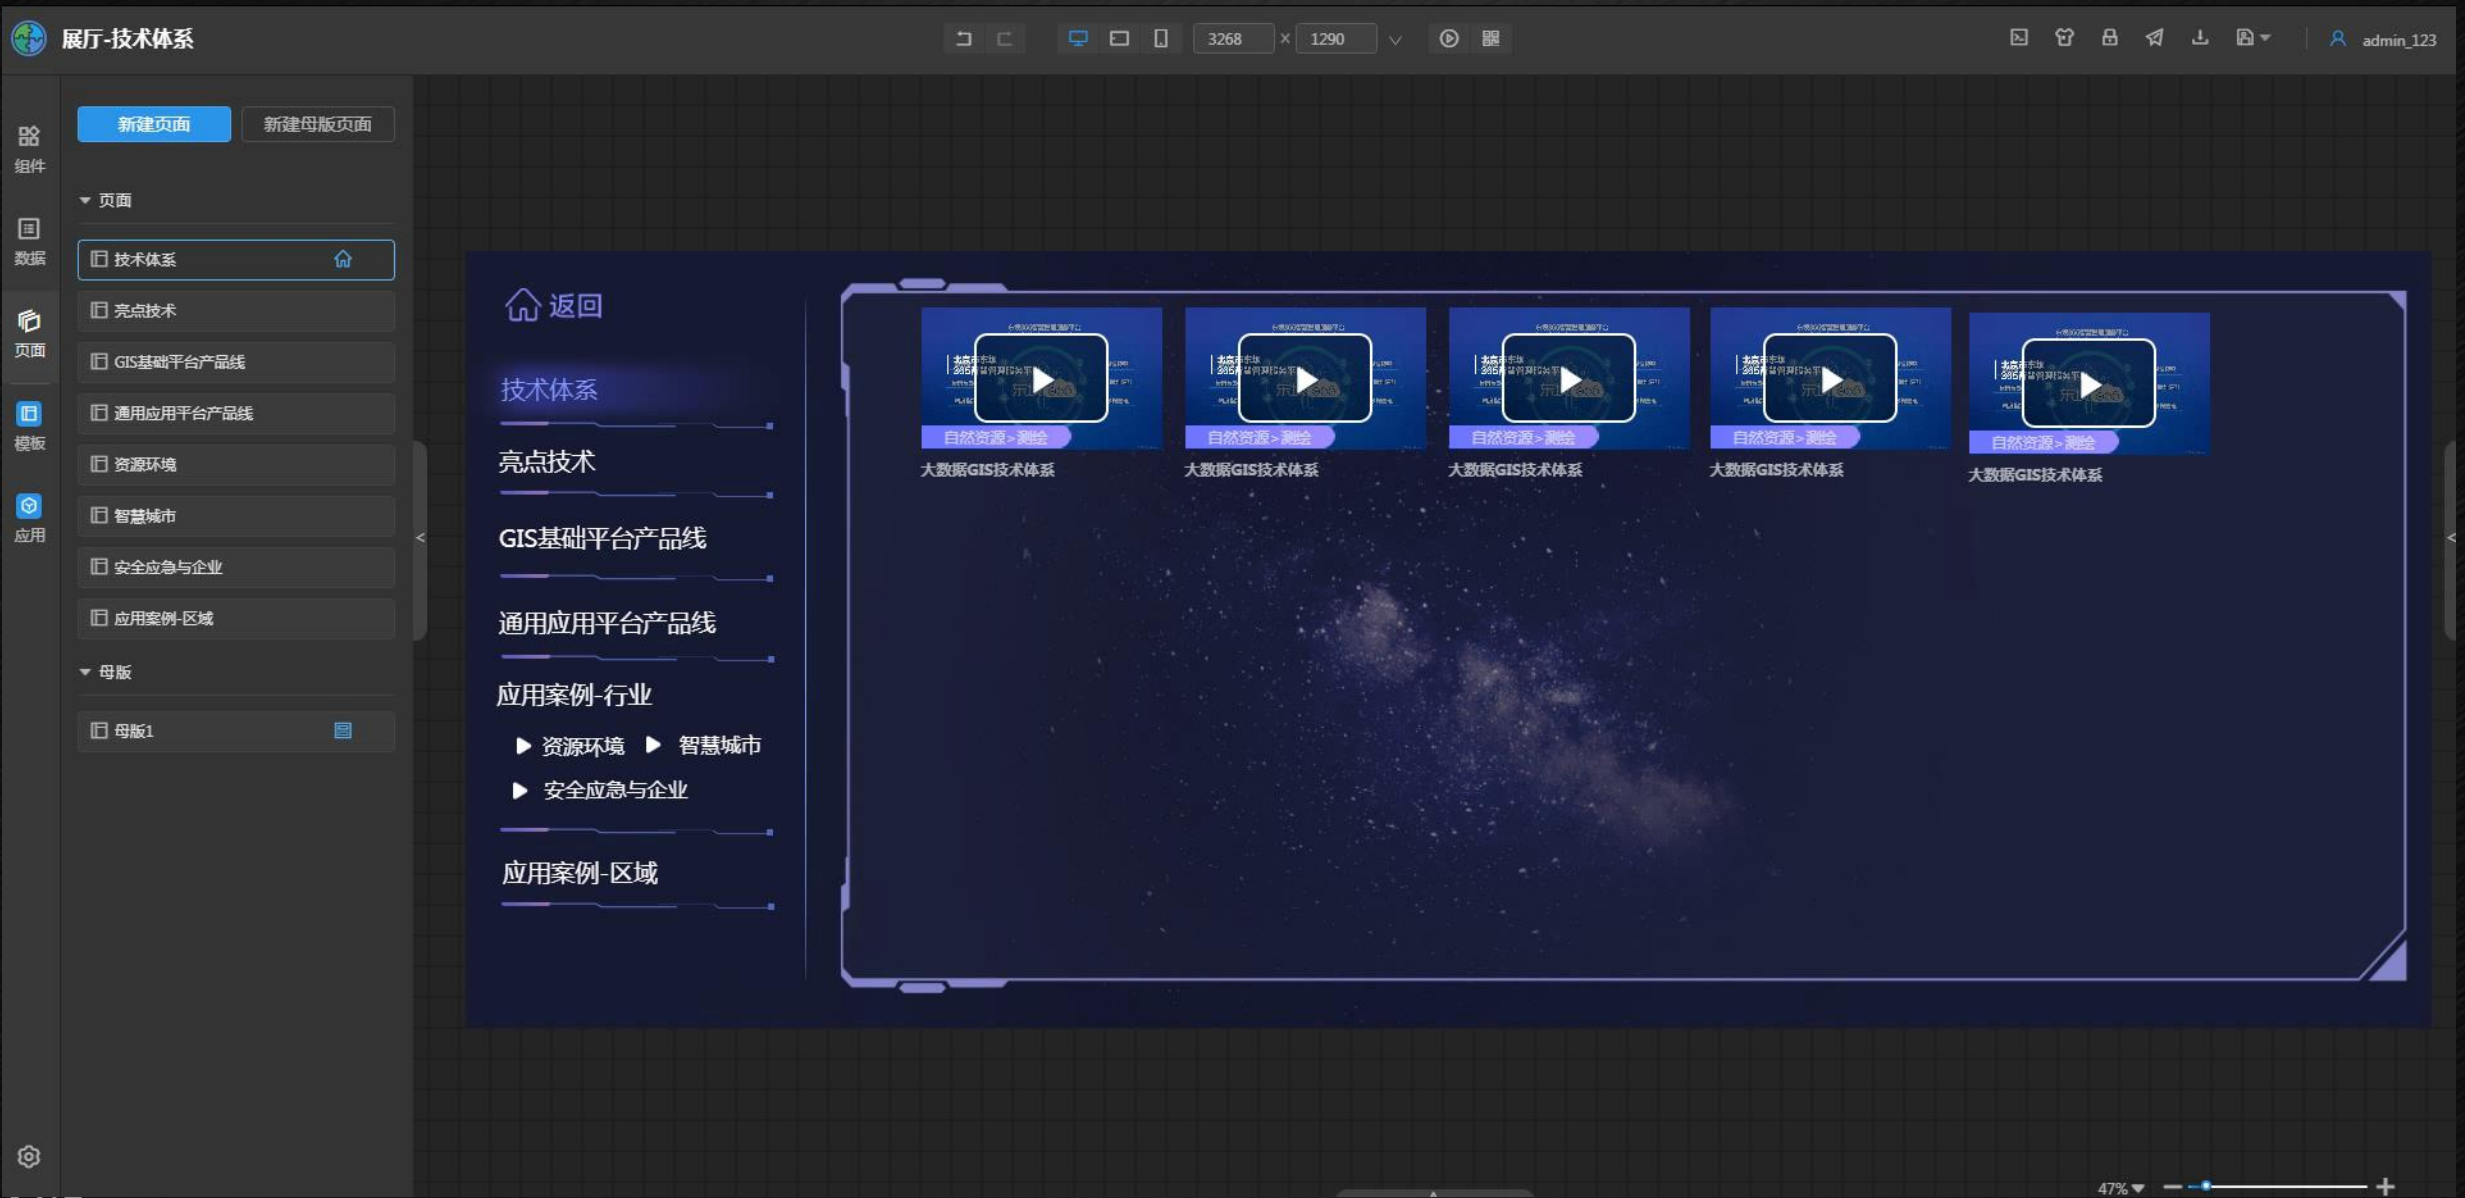 展厅-技术体系
3268 × 1290
admin_123
组件
数据
页面
模板
应用
新建页面 新建母版页面
页面
技术体系
亮点技术
GIS基础平台产品线
通用应用平台产品线
资源环境
智慧城市
安全应急与企业
应用案例-区域
母版
母版1
<
返回
技术体系
亮点技术
GIS基础平台产品线
通用应用平台产品线
应用案例-行业
资源环境 智慧城市
安全应急与企业
应用案例-区域
自然资源>测绘
大数据GIS技术体系
自然资源>测绘
大数据GIS技术体系
自然资源>测绘
大数据GIS技术体系
自然资源>测绘
大数据GIS技术体系
自然资源>测绘
大数据GIS技术体系
<
47%